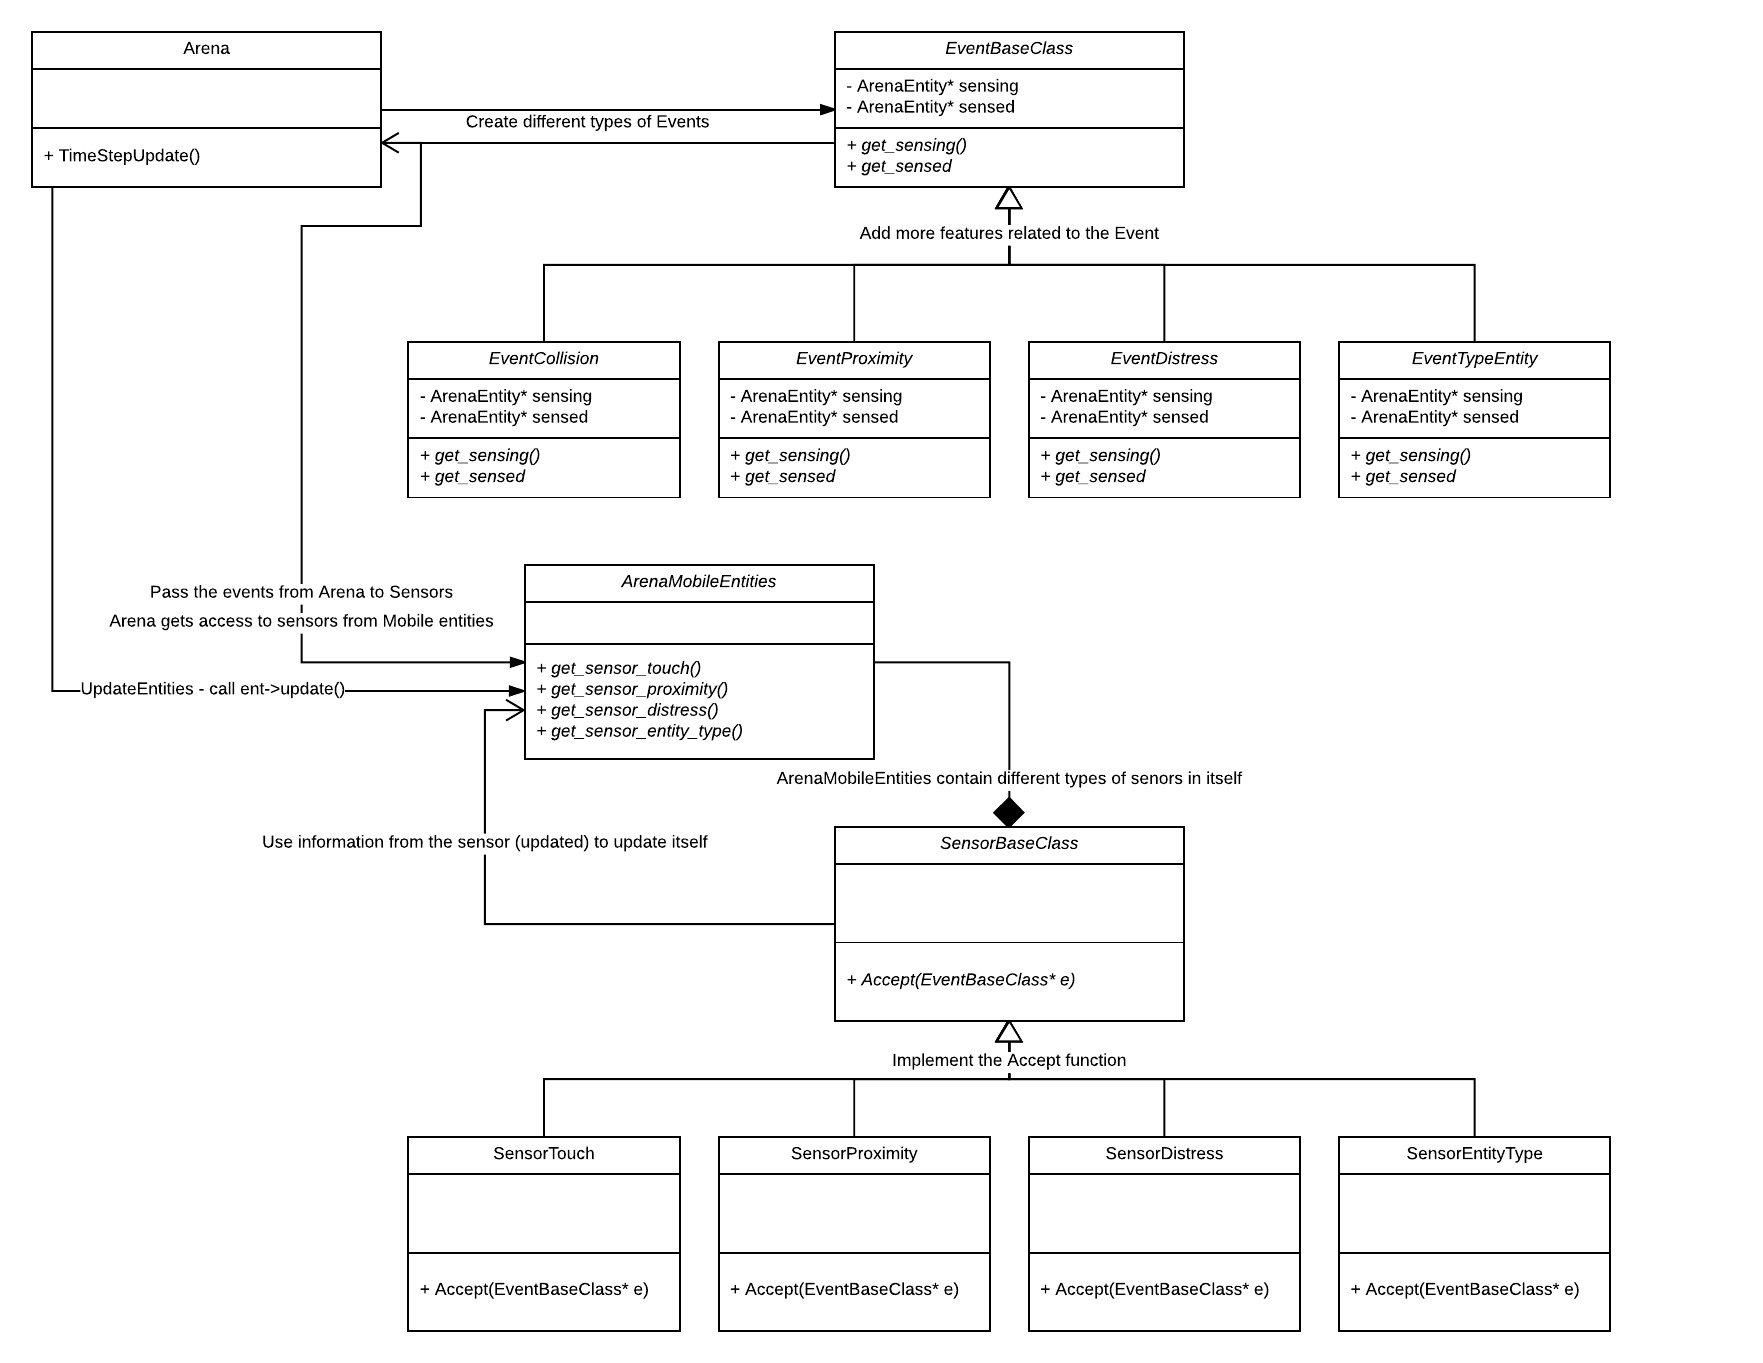 Arena
+ TimeStepUpdate()
Create different types of Events
EventBaseClass
- ArenaEntity* sensing
- ArenaEntity* sensed
+ get_sensing()
+ get_sensed
Add more features related to the Event
EventCollision
- ArenaEntity* sensing
- ArenaEntity* sensed
+ get_sensing()
+ get_sensed
EventProximity
- ArenaEntity* sensing
- ArenaEntity* sensed
+ get_sensing()
+ get_sensed
EventDistress
- ArenaEntity* sensing
- ArenaEntity* sensed
+ get_sensing()
+ get_sensed
EventTypeEntity
- ArenaEntity* sensing
- ArenaEntity* sensed
+ get_sensing()
+ get_sensed
Pass the events from Arena to Sensors
Arena gets access to sensors from Mobile entities
UpdateEntities - call ent->update()
ArenaMobileEntities
+ get_sensor_touch()
+ get_sensor_proximity()
+ get_sensor_distress()
+ get_sensor_entity_type()
ArenaMobileEntities contain different types of senors in itself
Use information from the sensor (updated) to update itself
SensorBaseClass
+ Accept(EventBaseClass* e)
Implement the Accept function
SensorTouch
+ Accept(EventBaseClass* e)
SensorProximity
+ Accept(EventBaseClass* e)
SensorDistress
+ Accept(EventBaseClass* e)
SensorEntityType
+ Accept(EventBaseClass* e)